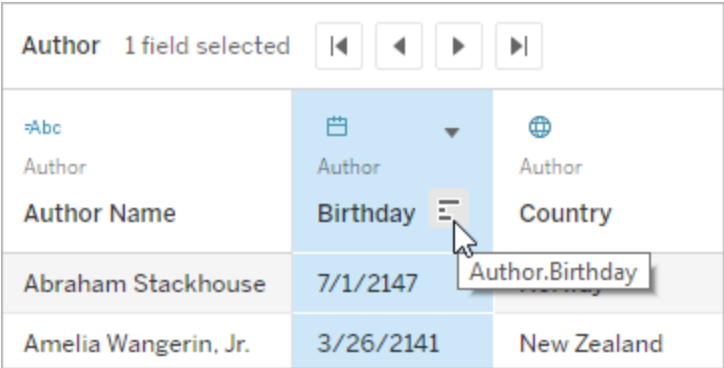 Author 1 field selected
=Abc
Author Author Author
Author Name Birthday Country
Author.Birthday
Abraham Stackhouse 7/1/2147
Amelia Wangerin, Jr. 3/26/2141 New Zealand